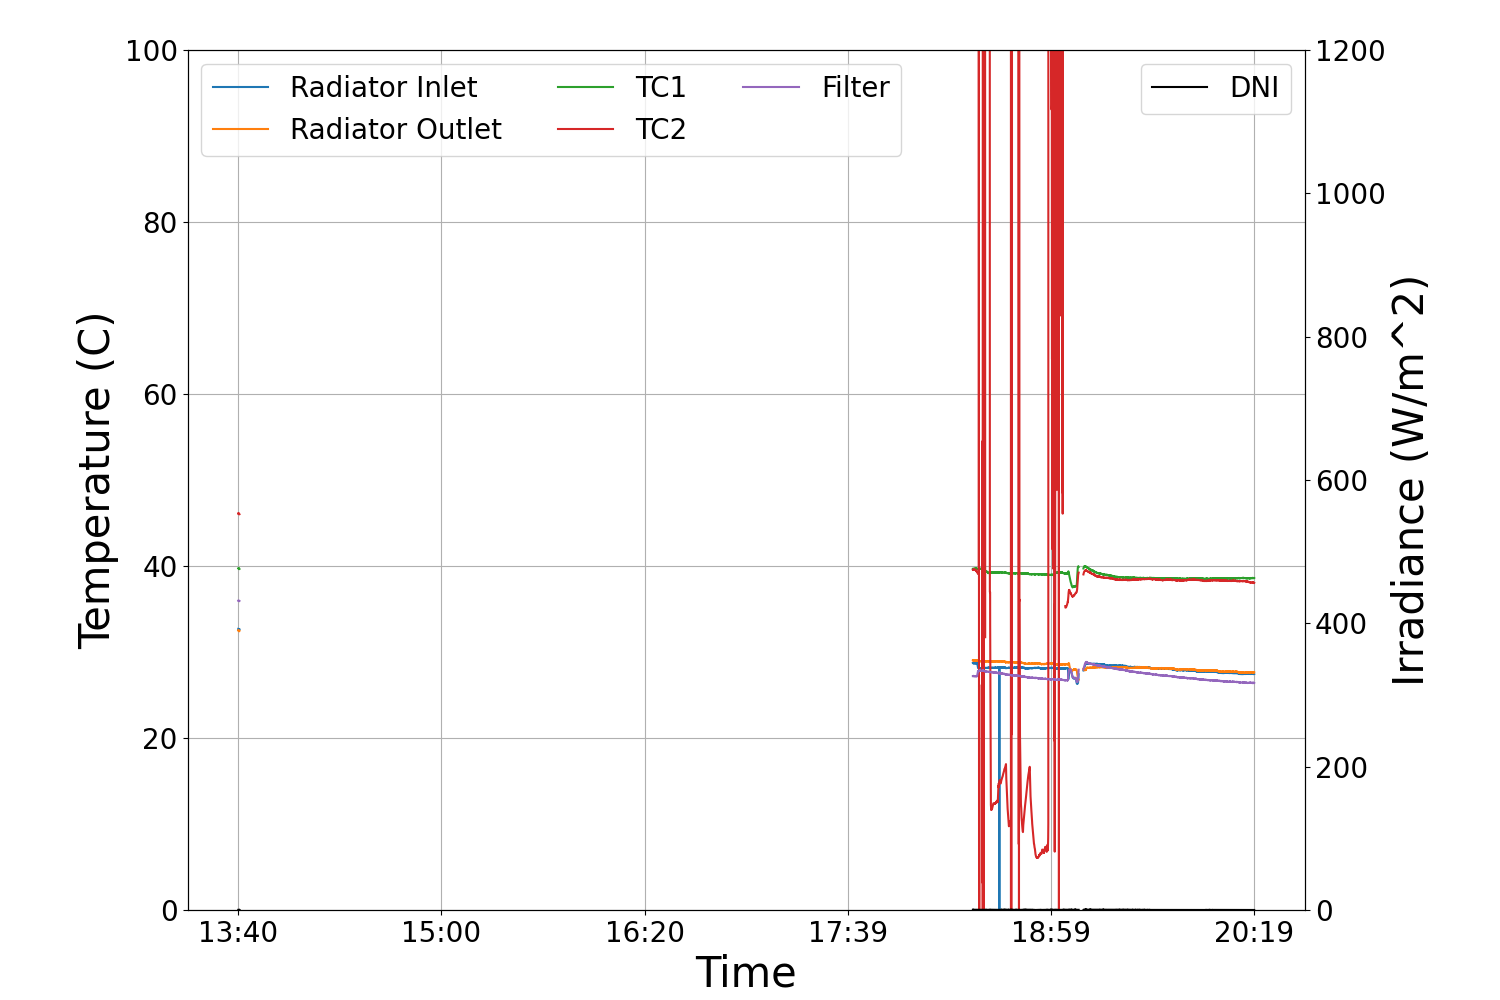 100
80
60
40
20
0
Temperature (C)
Radiator Inlet
Radiator Outlet
TC1
TC2
Filter
DNI
1200
1000
800
600
400
200
0
Irradiance (W/m^2)
13:40 15:00 16:20 17:39 18:59 20:19
Time